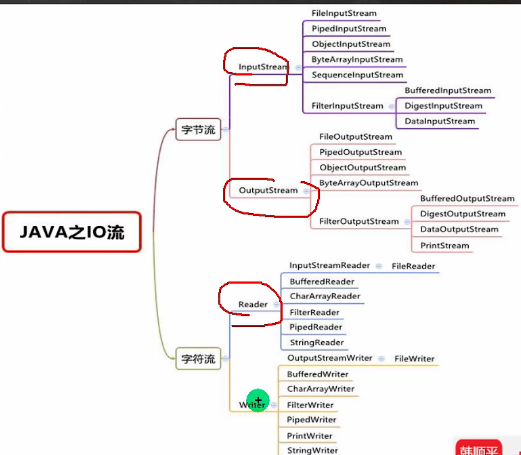 JAVA之IO流
字节流
InputStream
FileInputStream
PipedInputStream
ObjectInputStream
ByteArrayInputStream
SequenceInputStream
FilterInputStream
BufferedInputStream
DigestInputStream
DataInputStream
OutputStream
FileOutputStream
PipedOutputStream
ObjectOutputStream
ByteArrayOutputStream
FilterOutputStream
BufferedOutputStream
DigestOutputStream
DataOutputStream
PrintStream
字符流
Reader
InputStreamReader
FileReader
BufferedReader
CharArrayReader
FilterReader
PipedReader
StringReader
Writer
OutputStreamWriter
FileWriter
BufferedWriter
CharArrayWriter
FilterWriter
PipedWriter
PrintWriter
StringWriter
韩顺平